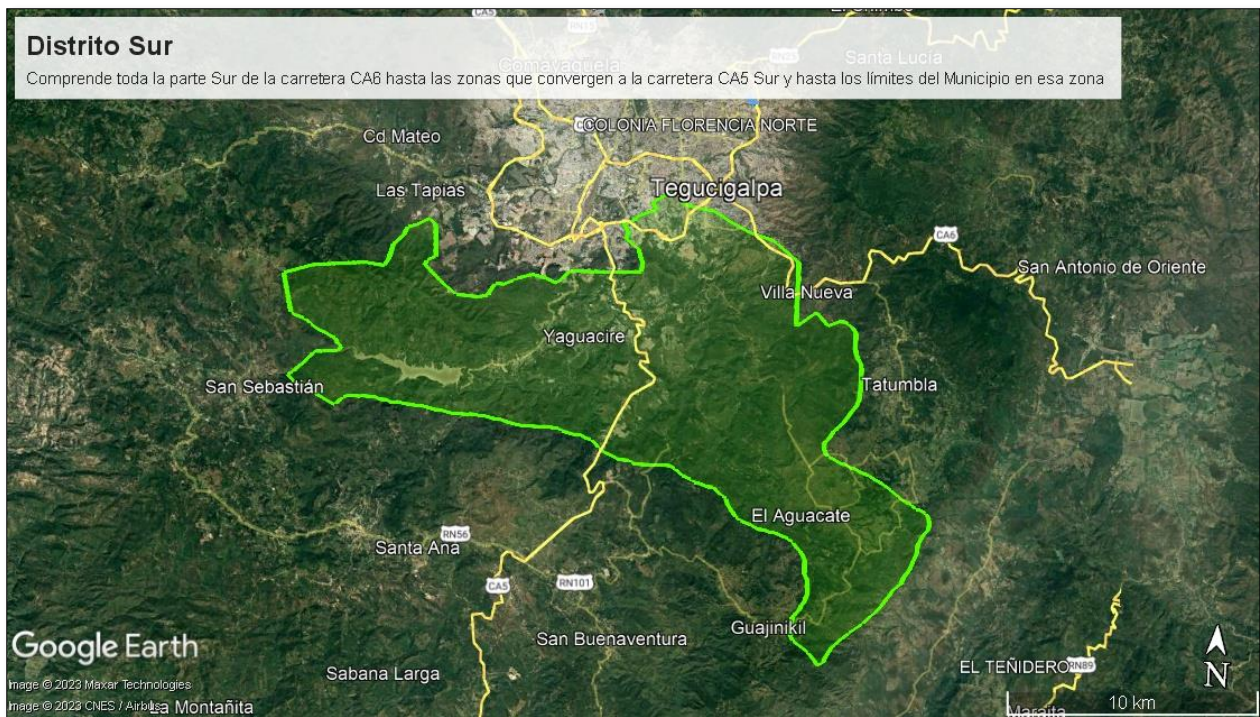 Distrito Sur
Comprende toda la parte Sur de la carretera CA6 hasta las zonas que convergen a la carretera CA5 Sur y hasta los límites del Municipio en esa zona
CA5
Comayaguela
Santa Lucía
COLONIA FLORENCIA NORTE
Cd Mateo
Las Tapias
Tegucigalpa
CA6
San Antonio de Oriente
Villa Nueva
Yaguacire
San Sebastián
Tatumbla
El Aguacate
RN56
Santa Ana
CA5
RN101
Guajinikil
San Buenaventura
Google Earth
EL TEÑIDERO
RN89
N
Sabana Larga
Image © 2023 Maxar Technologies
Image © 2023 CNES / Airbus
La Montañita
10 km
Maraita